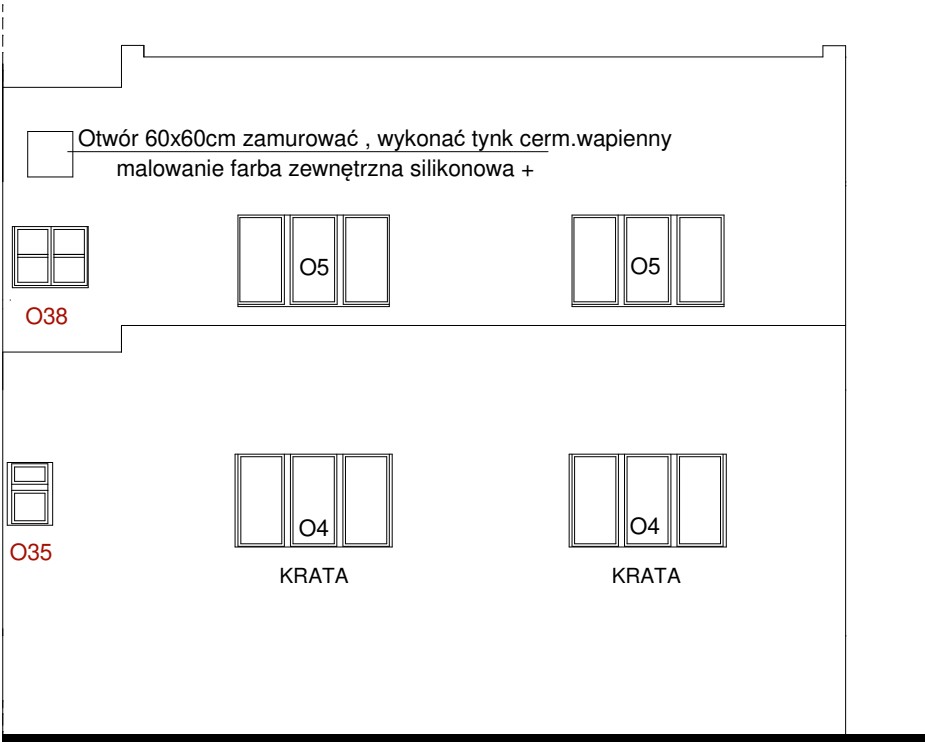 Otwór 60x60cm zamurować , wykonać tynk cerm.wapienny
malowanie farba zewnętrzna silikonowa +
O5
O5
O38
O4
O4
O35
KRATA
KRATA